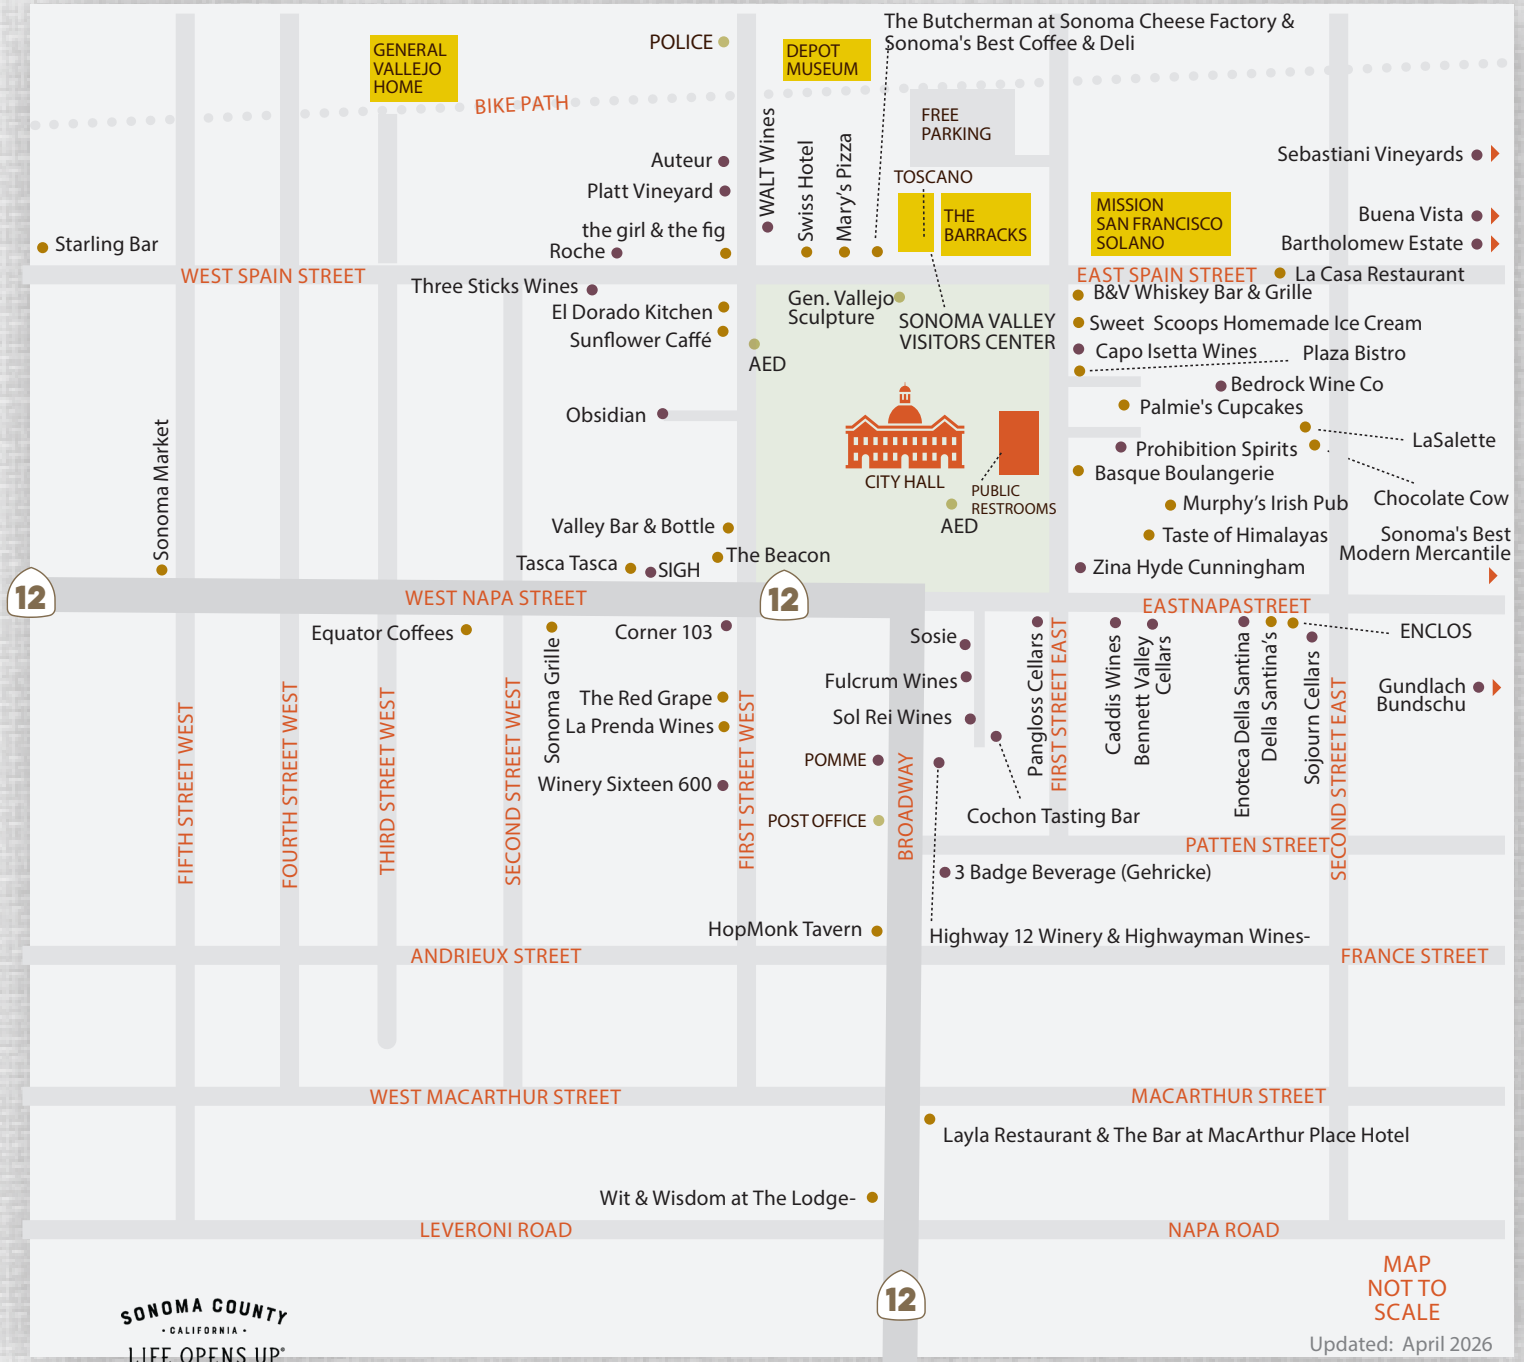 The Butcherman at Sonoma Cheese Factory &
Sonoma's Best Coffee & Deli
POLICE
GENERAL
VALLEJO
HOME
DEPOT
MUSEUM
BIKE PATH
FREE
PARKING
WALT Wines
Swiss Hotel
Mary's Pizza
Auteur
Platt Vineyard
the girl & the fig
Roche
Starling Bar
TOSCANO
THE
BARRACKS
MISSION
SAN FRANCISCO
SOLANO
Sebastiani Vineyards
Buena Vista
Bartholomew Estate
WEST SPAIN STREET
EAST SPAIN STREET
La Casa Restaurant
Three Sticks Wines
El Dorado Kitchen
Sunflower Caffé
Gen. Vallejo
Sculpture
SONOMA VALLEY
VISITORS CENTER
AED
B&V Whiskey Bar & Grille
Sweet Scoops Homemade Ice Cream
Capo Isetta Wines
Plaza Bistro
Bedrock Wine Co
Palmie's Cupcakes
LaSalette
Prohibition Spirits
Basque Boulangerie
Chocolate Cow
Murphy's Irish Pub
Taste of Himalayas
Sonoma's Best
Modern Mercantile
Zina Hyde Cunningham
Obsidian
CITY HALL
PUBLIC
RESTROOMS
AED
Sonoma Market
Valley Bar & Bottle
The Beacon
Tasca Tasca
SIGH
12
WEST NAPA STREET
12
EASTNAPASTREET
Equator Coffees
Sonoma Grille
Corner 103
The Red Grape
La Prenda Wines
Winery Sixteen 600
Sosie
Fulcrum Wines
Sol Rei Wines
POMME
POST OFFICE
Cochon Tasting Bar
Pangloss Cellars
FIRST STREET EAST
Caddis Wines
Bennett Valley
Cellars
Enoteca Della Santina
Della Santina's
Sojourn Cellars
ENCLOS
Gundlach
Bundschu
FIFTH STREET WEST
FOURTH STREET WEST
THIRD STREET WEST
SECOND STREET WEST
FIRST STREET WEST
BROADWAY
SECOND STREET EAST
PATTEN STREET
3 Badge Beverage (Gehricke)
HopMonk Tavern
Highway 12 Winery & Highwayman Wines-
ANDRIEUX STREET
FRANCE STREET
WEST MACARTHUR STREET
MACARTHUR STREET
Layla Restaurant & The Bar at MacArthur Place Hotel
Wit & Wisdom at The Lodge-
LEVERONI ROAD
NAPA ROAD
12
MAP
NOT TO
SCALE
Updated: April 2026
SONOMA COUNTY
• CALIFORNIA •
LIFE OPENS UP®